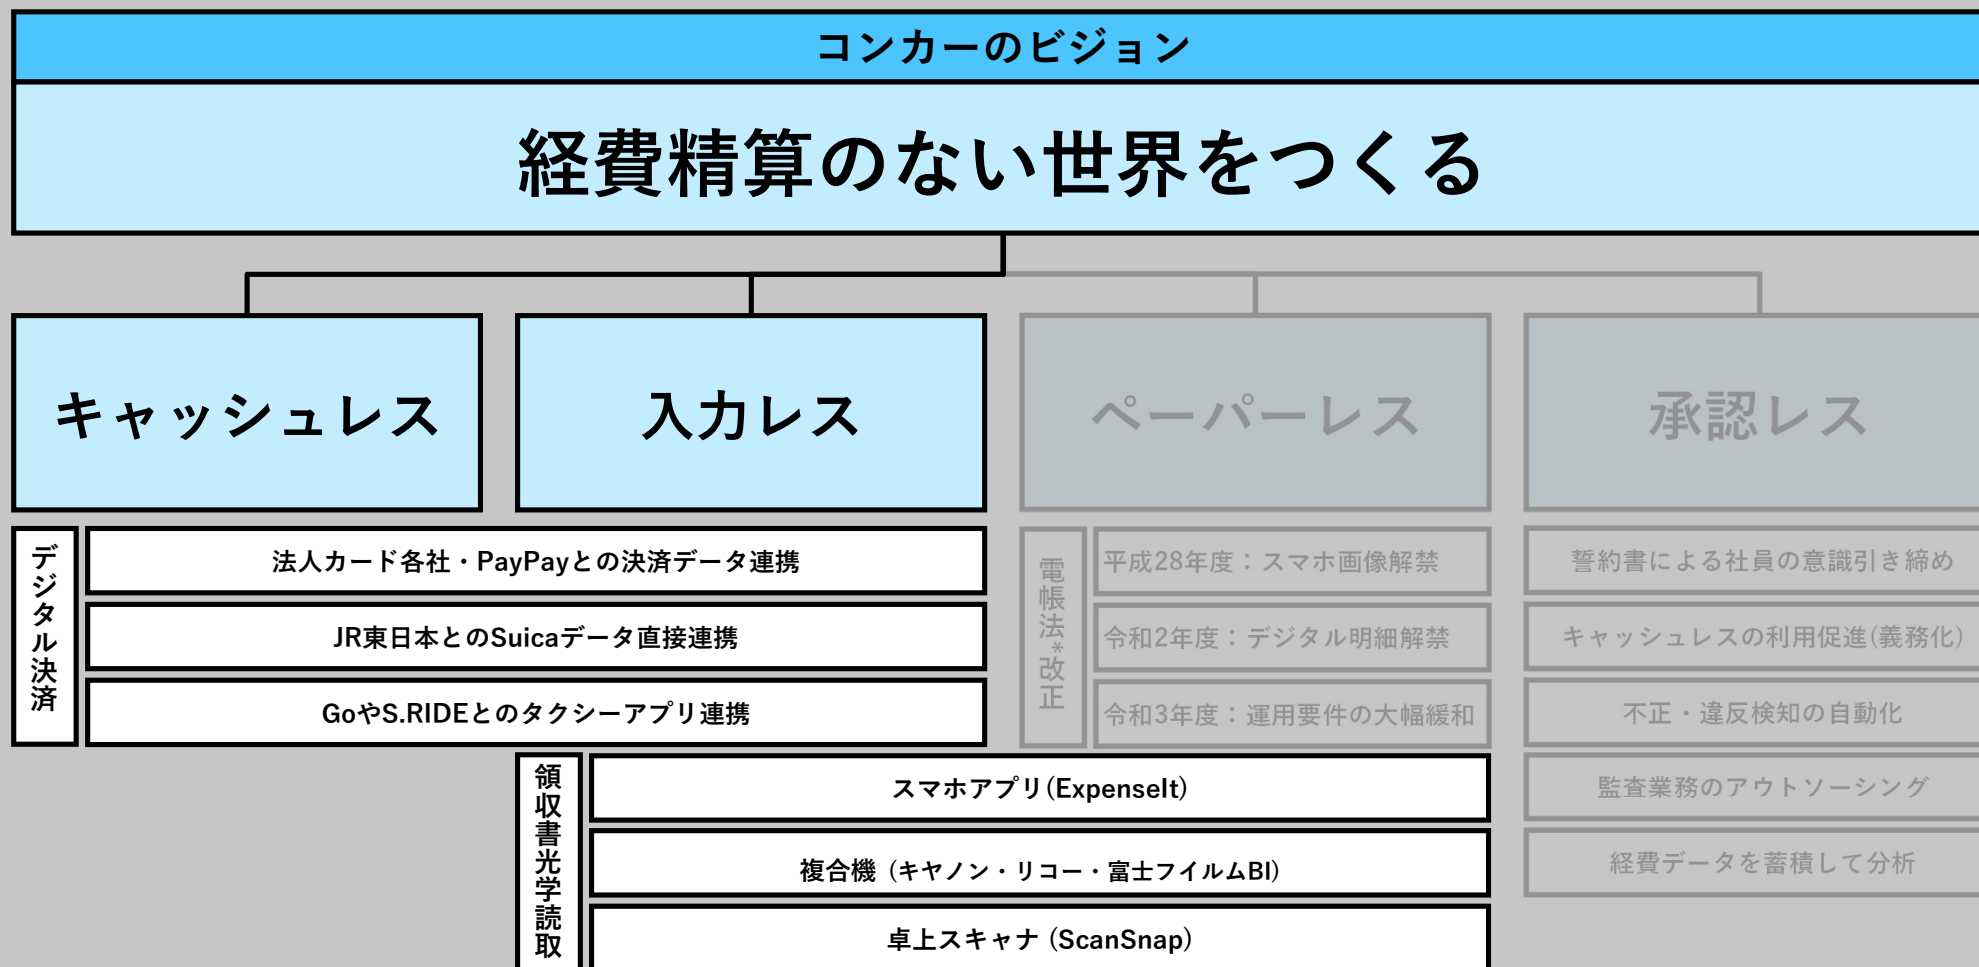 コンカーのビジョン
経費精算のない世界をつくる
キャッシュレス
入力レス
ペーパーレス
承認レス
デジタル決済
法人カード各社・PayPayとの決済データ連携
JR東日本とのSuicaデータ直接連携
GoやS.RIDEとのタクシーアプリ連携
領収書光学読取
スマホアプリ(ExpenseIt)
複合機 (キヤノン・リコー・富士フイルムBI)
卓上スキャナ (ScanSnap)
電帳法*改正
平成28年度：スマホ画像解禁
令和2年度：デジタル明細解禁
令和3年度：運用要件の大幅緩和
誓約書による社員の意識引き締め
キャッシュレスの利用促進(義務化)
不正・違反検知の自動化
監査業務のアウトソーシング
経費データを蓄積して分析